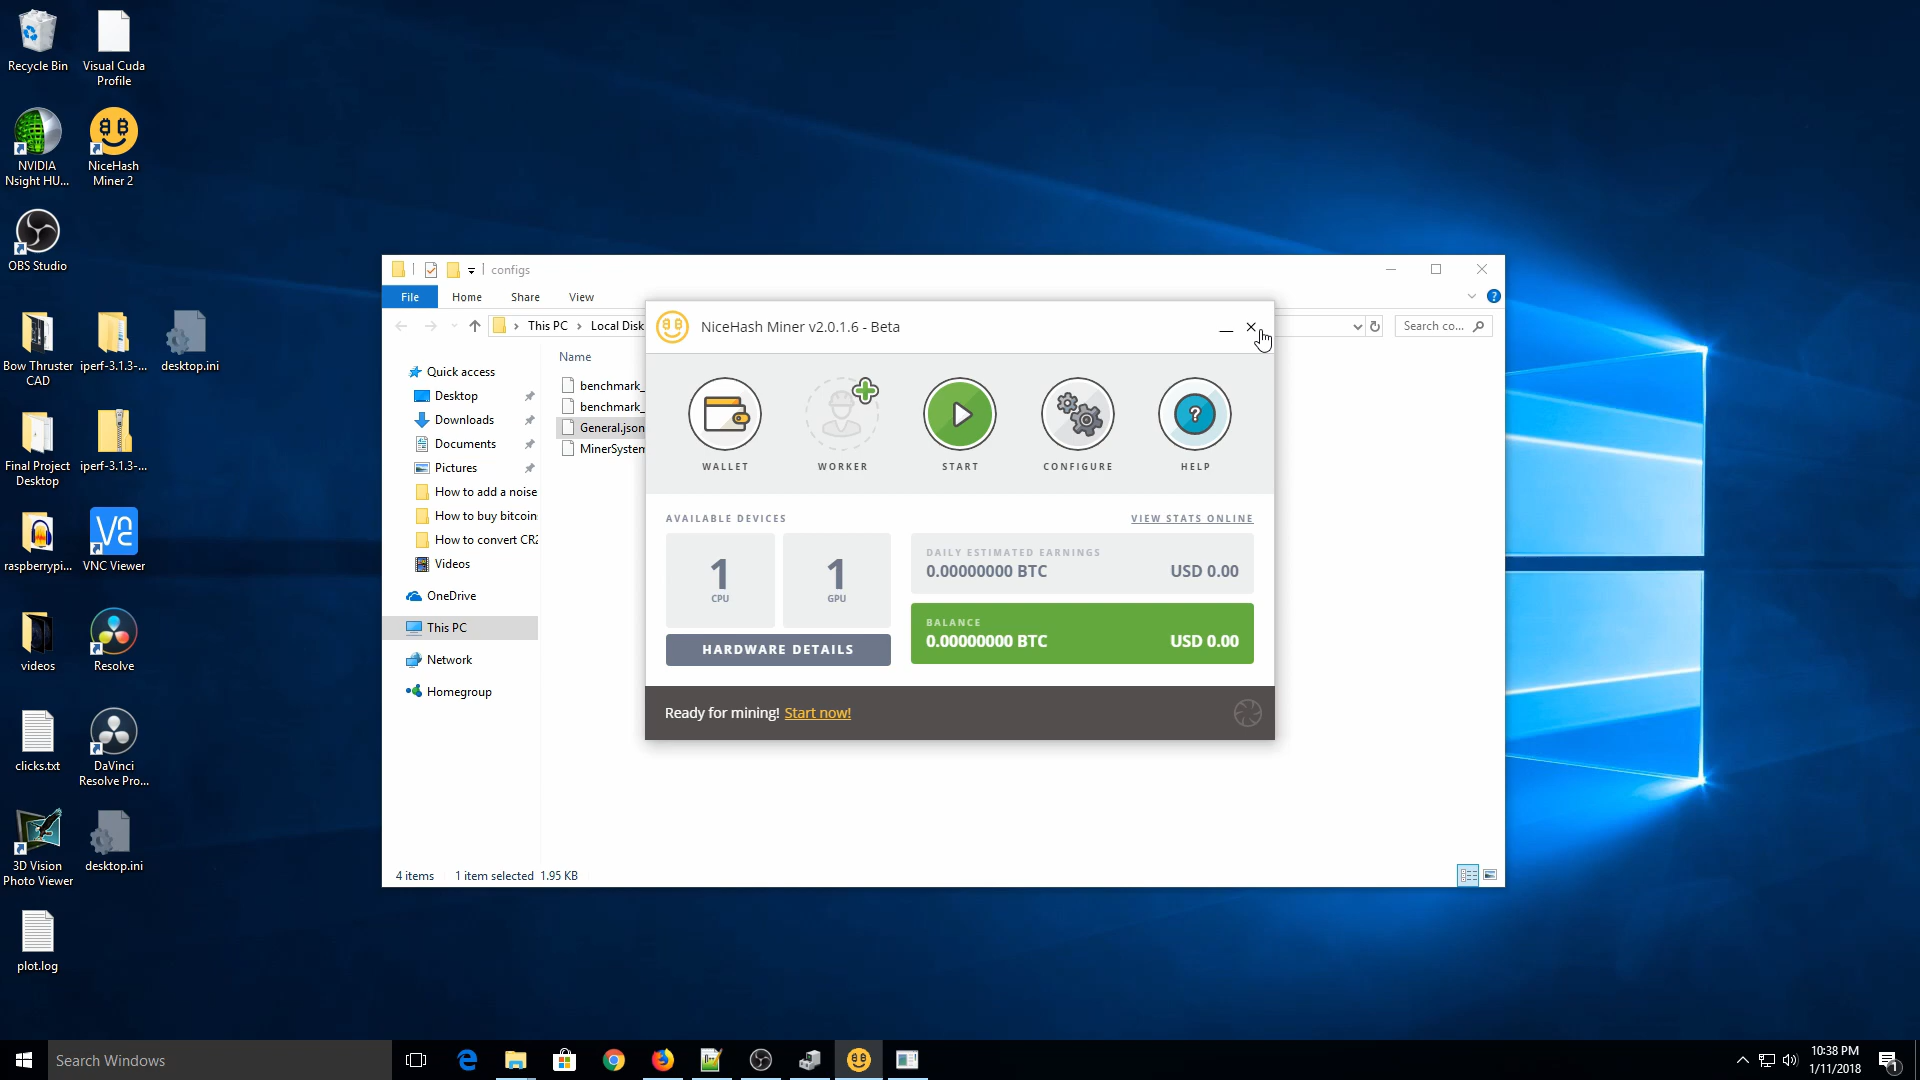 Recycle Bin
Visual Cuda
Profile
NVIDIA
Nsight HU...
NiceHash
Miner 2
OBS Studio
Bow Thruster
CAD
iperf-3.1.3-...
desktop.ini
Final Project
Desktop
iperf-3.1.3-...
raspberrypi...
VNC Viewer
videos
Resolve
clicks.txt
DaVinci
Resolve Pro...
3D Vision
Photo Viewer
desktop.ini
plot.log
configs
File Home Share View
This PC > Local Disk
Search co...
Quick access
Desktop
Downloads
Documents
Pictures
How to add a noise
How to buy bitcoin
How to convert CR2
Videos
OneDrive
This PC
Network
Homegroup
Name
benchmark_
benchmark_
General.json
MinerSystem
4 items 1 item selected 1.95 KB
NiceHash Miner v2.0.1.6 - Beta
WALLET WORKER START CONFIGURE HELP
AVAILABLE DEVICES
VIEW STATS ONLINE
1
CPU
1
GPU
HARDWARE DETAILS
DAILY ESTIMATED EARNINGS
0.00000000 BTC USD 0.00
BALANCE
0.00000000 BTC USD 0.00
Ready for mining! Start now!
Search Windows
10:38 PM
1/11/2018
1